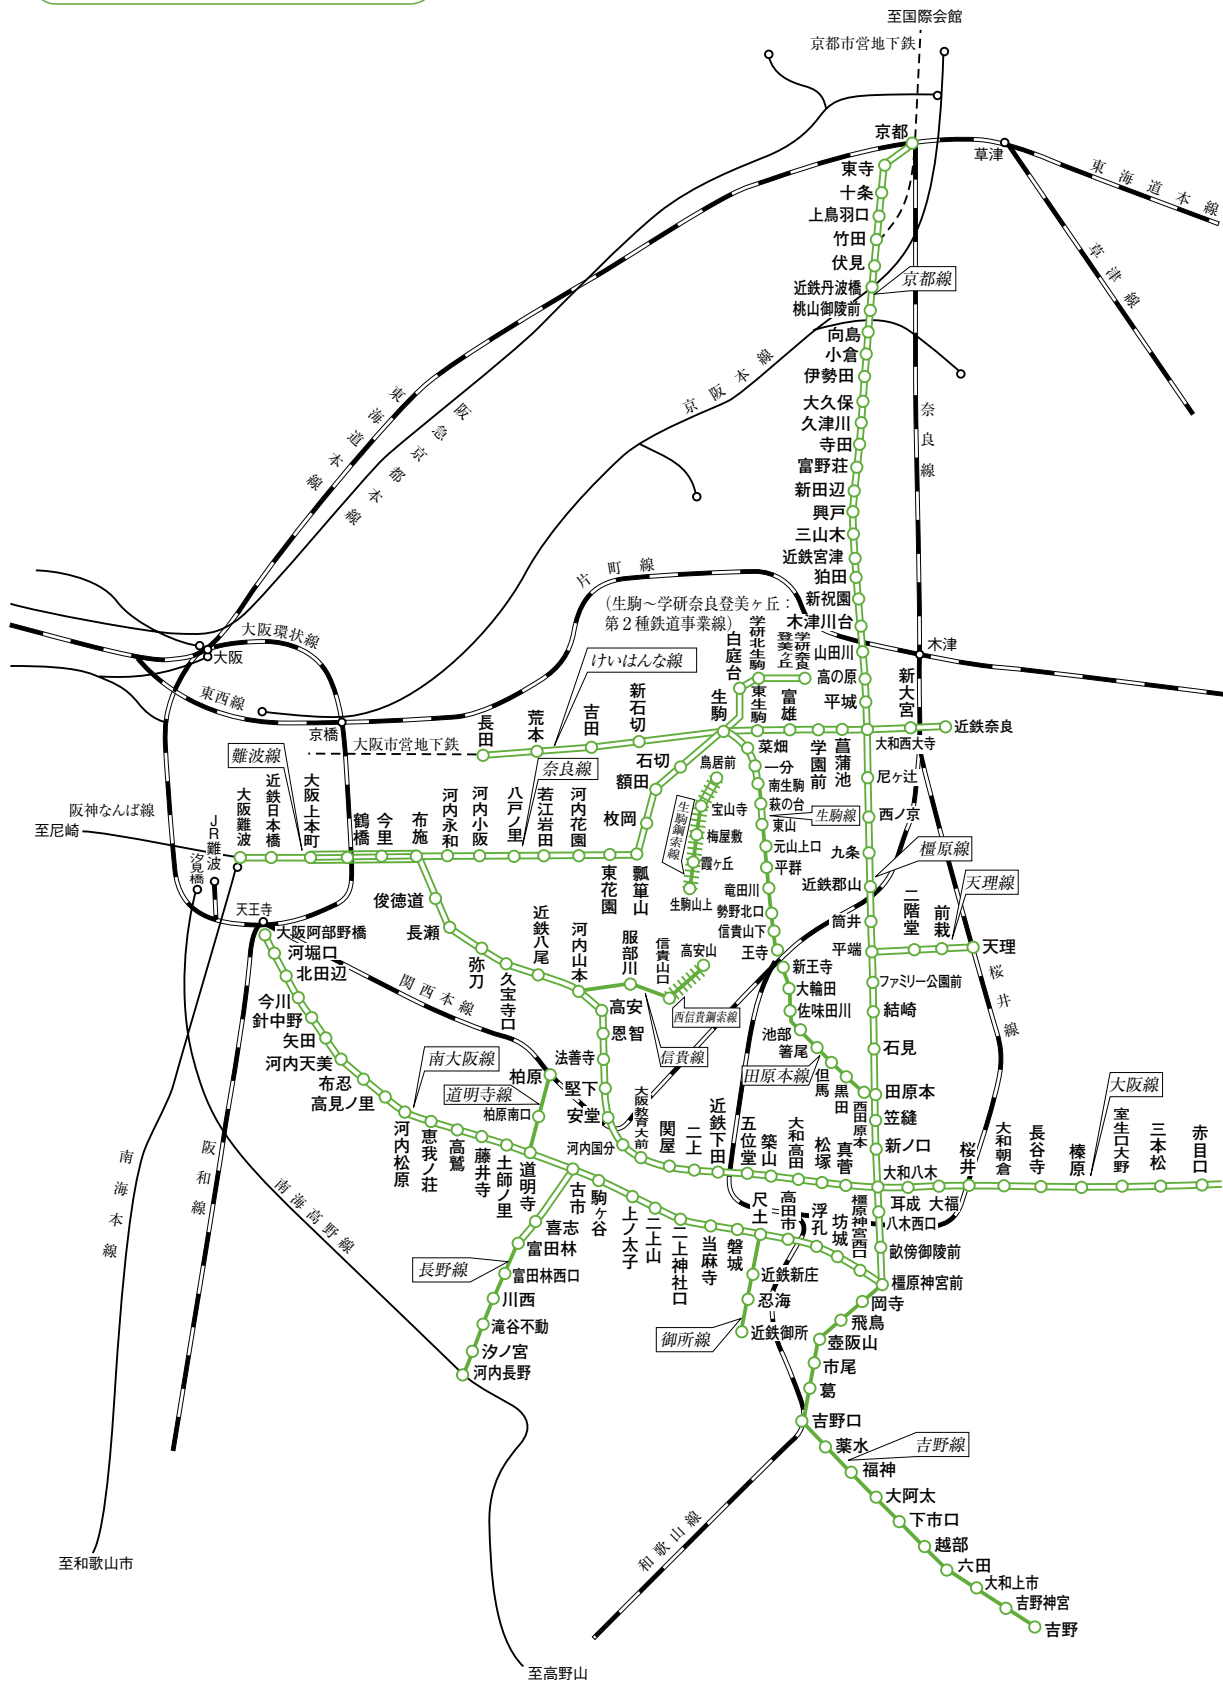 至国際会館
京都市営地下鉄
京都
草津
東海道本線
草津線
東寺
十条
上鳥羽口
竹田
伏見
近鉄丹波橋
京都線
桃山御陵前
向島
小倉
伊勢田
大久保
久津川
寺田
富野荘
新田辺
興戸
三山木
近鉄宮津
狛田
新祝園
木津川台
山田川
高の原
平城
奈良線
京阪本線
東海道本線
阪急京都本線
片町線
(生駒〜学研奈良登美ヶ丘:
第2種鉄道事業線)
木津
大阪環状線
大阪
東西線
京橋
大阪市営地下鉄
けいはんな線
長田
荒本
吉田
新石切
生駒
白庭台
学研北生駒
学研奈良登美ヶ丘
東生駒
富雄
学園前
菖蒲池
大和西大寺
新大宮
近鉄奈良
難波線
奈良線
阪神なんば線
至尼崎
大阪難波
近鉄日本橋
大阪上本町
鶴橋
今里
布施
河内永和
河内小阪
八戸ノ里
若江岩田
河内花園
東花園
瓢簞山
枚岡
額田
石切
JR難波
汐見橋
天王寺
鳥居前
宝山寺
梅屋敷
霞ヶ丘
生駒山上
生駒鋼索線
菜畑
一分
南生駒
萩の台
東山
元山上口
平群
竜田川
勢野北口
信貴山下
王寺
生駒線
尼ヶ辻
西ノ京
九条
近鉄郡山
筒井
平端
橿原線
天理線
二階堂
前栽
天理
桜井線
ファミリー公園前
結崎
石見
田原本
笠縫
新ノ口
大和八木
八木西口
畝傍御陵前
橿原神宮前
新王寺
大輪田
佐味田川
池部
箸尾
但馬
黒田
西田原本
田原本線
俊徳道
長瀬
弥刀
久宝寺口
近鉄八尾
河内山本
服部川
信貴山口
高安山
西信貴鋼索線
信貴線
高安
恩智
法善寺
堅下
安堂
河内国分
大阪教育大前
関屋
二上
近鉄下田
五位堂
築山
大和高田
松塚
真菅
耳成
大福
桜井
大和朝倉
長谷寺
榛原
室生口大野
三本松
赤目口
大阪線
関西本線
大阪阿部野橋
河堀口
北田辺
今川
針中野
矢田
河内天美
布忍
高見ノ里
河内松原
恵我ノ荘
高鷲
藤井寺
土師ノ里
道明寺
古市
駒ヶ谷
上ノ太子
二上山
二上神社口
当麻寺
磐城
尺土
高田市
浮孔
坊城
橿原神宮西口
南大阪線
道明寺線
柏原
柏原南口
喜志
富田林
富田林西口
川西
滝谷不動
汐ノ宮
河内長野
長野線
近鉄新庄
忍海
近鉄御所
御所線
岡寺
飛鳥
壺阪山
市尾
葛
吉野口
薬水
福神
大阿太
下市口
越部
六田
大和上市
吉野神宮
吉野
吉野線
和歌山線
阪和線
南海本線
南海高野線
至和歌山市
至高野山